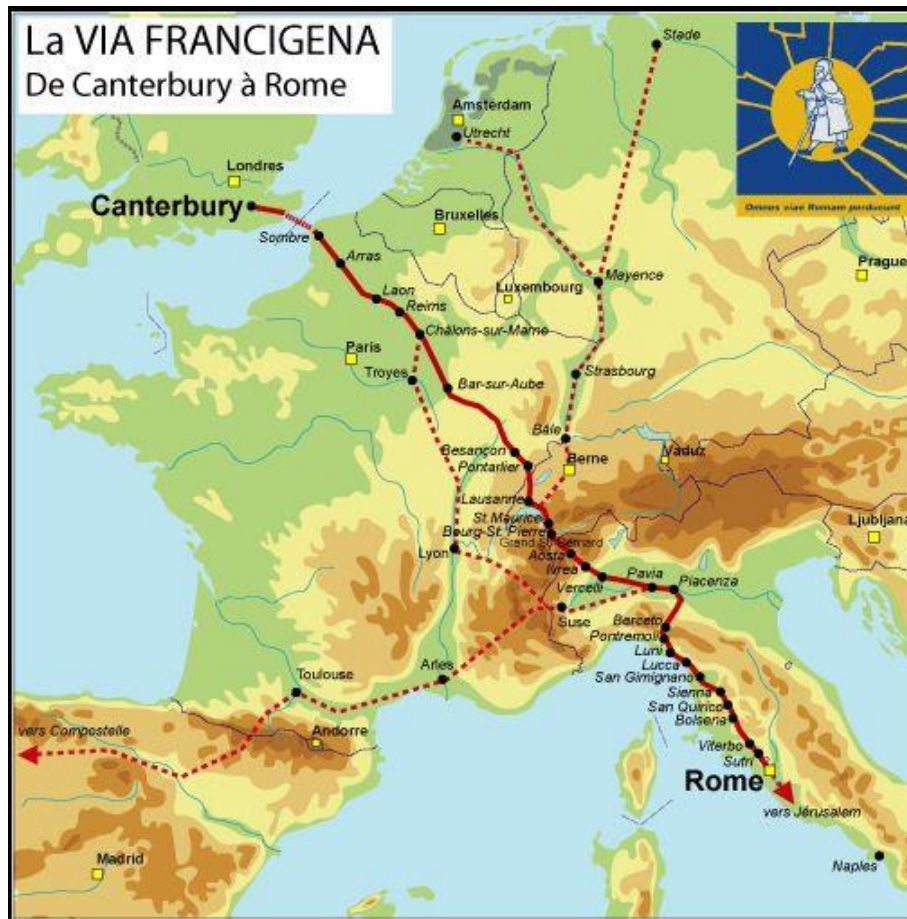 La VIA FRANCIGENA
De Canterbury à Rome
Stade
Amsterdam
Utrecht
Londres
Canterbury
Bruxelles
Omnes viae Romam perducunt
Sombre
Arras
Prague
Mayence
Laon
Luxembourg
Reims
Châlons-sur-Marne
Paris
Troyes
Strasbourg
Bar-sur-Aube
Bâle
Besançon
Berne
Vaduz
Pontarlier
Lausanne
St.Maurice
Ljubljana
Bourg-St. Pierre
Grand St-Bernard
Lyon
Aosta
Ivrea
Pavia
Piacenza
Vercelli
Suse
Berceto
Pontremoli
Luni
Lucca
Arles
Toulouse
San Gimignano
Sienna
San Quirico
vers Compostelle
Andorre
Bolsena
Viterbo
Sutri
Rome
vers Jérusalem
Madrid
Naples